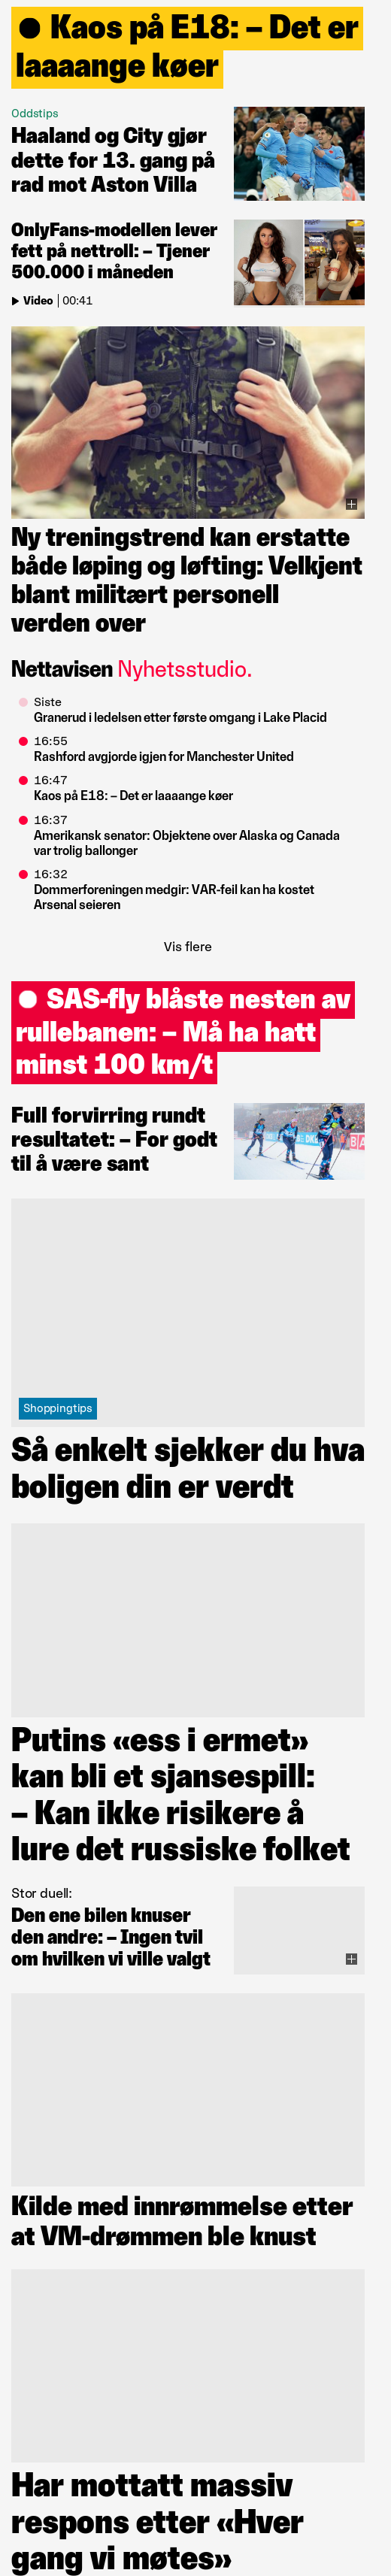 Kaos på E18: – Det er
laaaange køer
Oddstips
Haaland og City gjør
dette for 13. gang på
rad mot Aston Villa
OnlyFans-modellen lever
fett på nettroll: – Tjener
500.000 i måneden
Video 00:41
Ny treningstrend kan erstatte
både løping og løfting: Velkjent
blant militært personell
verden over
Nettavisen Nyhetsstudio.
Siste
Granerud i ledelsen etter første omgang i Lake Placid
16:55
Rashford avgjorde igjen for Manchester United
16:47
Kaos på E18: – Det er laaaange køer
16:37
Amerikansk senator: Objektene over Alaska og Canada
var trolig ballonger
16:32
Dommerforeningen medgir: VAR-feil kan ha kostet
Arsenal seieren
Vis flere
SAS-fly blåste nesten av
rullebanen: – Må ha hatt
minst 100 km/t
Full forvirring rundt
resultatet: – For godt
til å være sant
Shoppingtips
Så enkelt sjekker du hva
boligen din er verdt
Putins «ess i ermet»
kan bli et sjansespill:
– Kan ikke risikere å
lure det russiske folket
Stor duell:
Den ene bilen knuser
den andre: – Ingen tvil
om hvilken vi ville valgt
Kilde med innrømmelse etter
at VM-drømmen ble knust
Har mottatt massiv
respons etter «Hver
gang vi møtes»